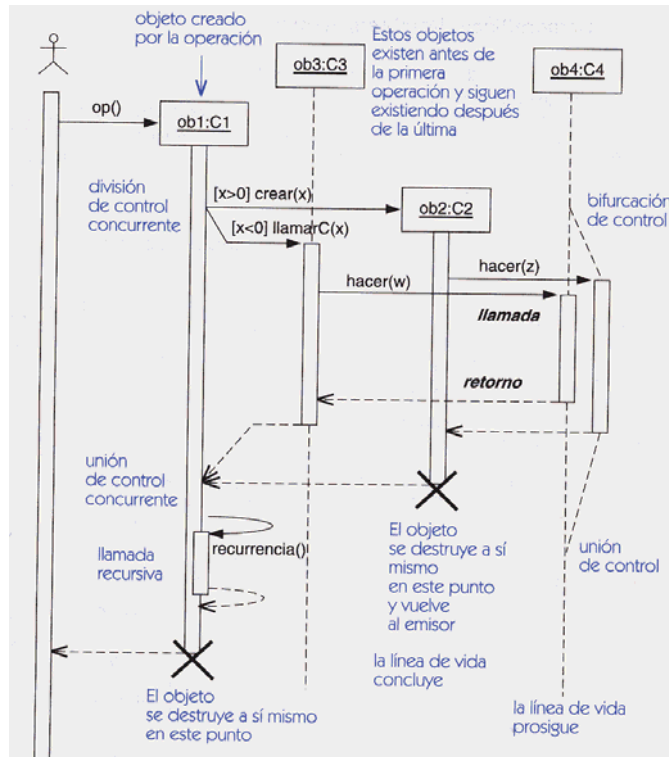 objeto creado
por la operación
ob3:C3
Estos objetos
existen antes de
la primera
operación y siguen
existiendo después
de la última
ob4:C4
op()
ob1:C1
división
de control
concurrente
[x>0] crear(x)
ob2:C2
bifurcación
de control
[x<0] llamarC(x)
hacer(z)
hacer(w)
llamada
retorno
unión
de control
concurrente
llamada
recursiva
recurrencia()
El objeto
se destruye a sí
mismo
en este punto
y vuelve
al emisor
unión
de control
la línea de vida
concluye
El objeto
se destruye a sí mismo
en este punto
la línea de vida
prosigue